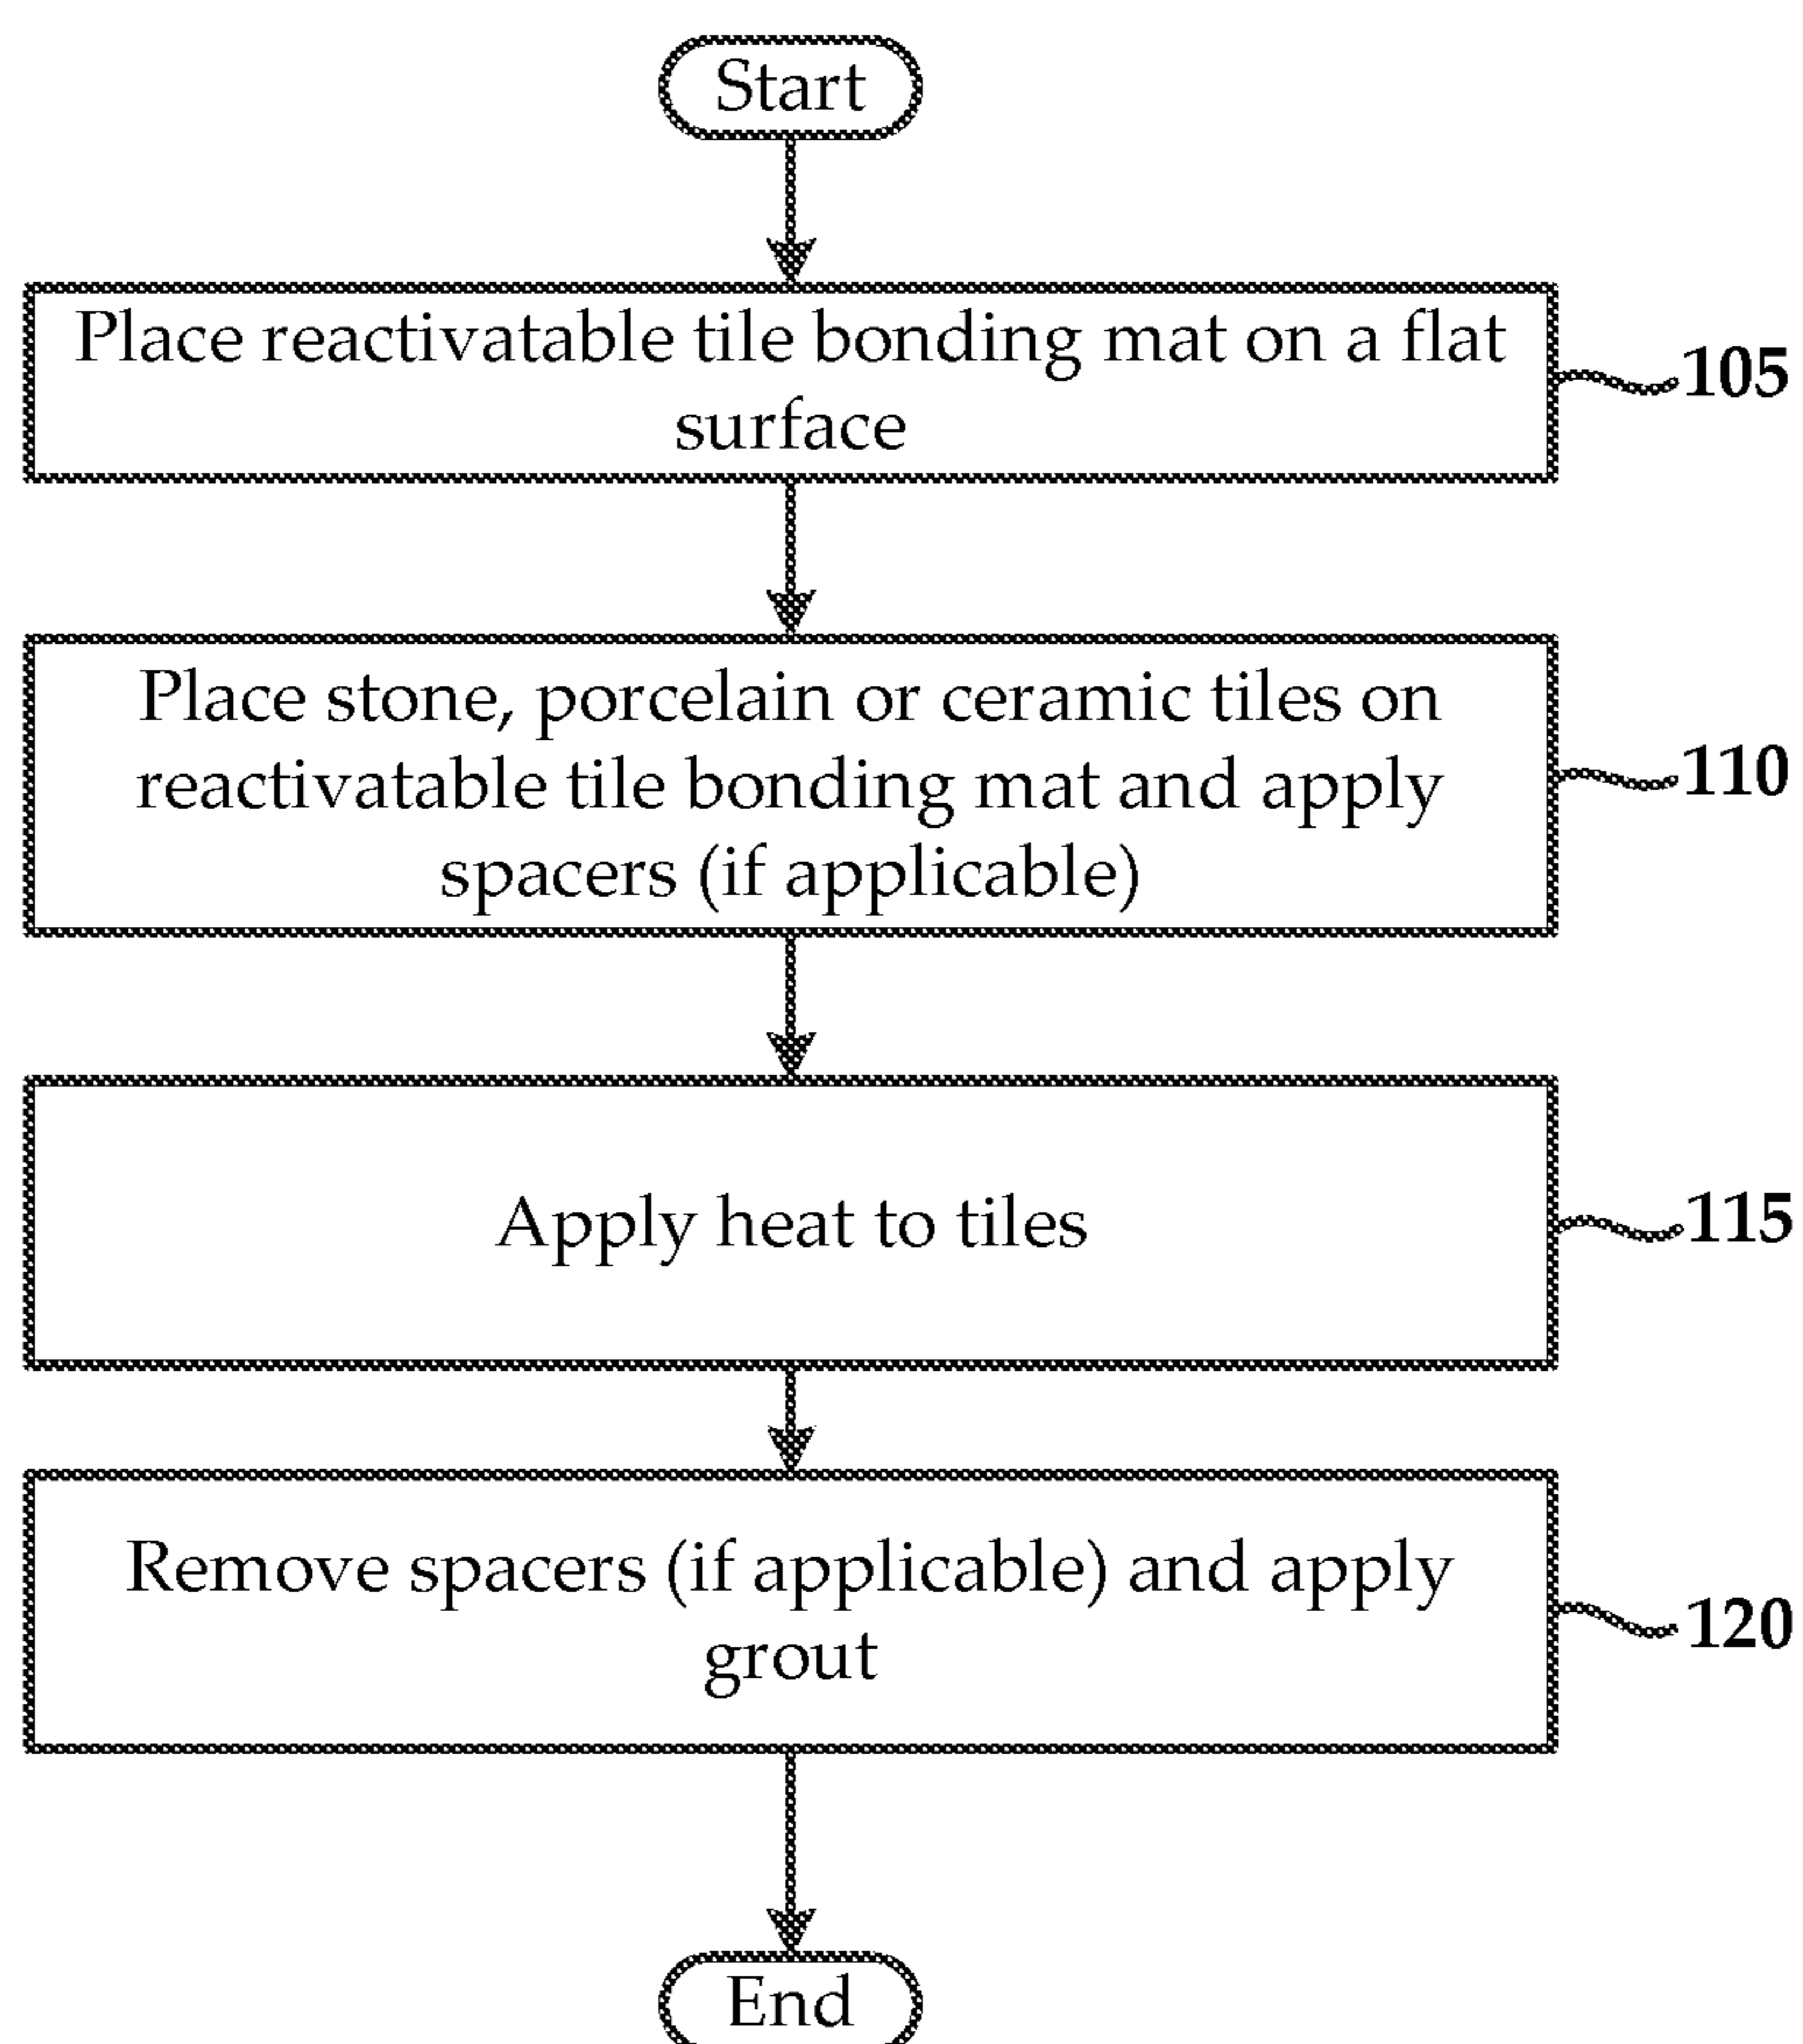 Start
Place reactivatable tile bonding mat on a flat
surface
105
Place stone, porcelain or ceramic tiles on
reactivatable tile bonding mat and apply
spacers (if applicable)
110
Apply heat to tiles
115
Remove spacers (if applicable) and apply
grout
120
End